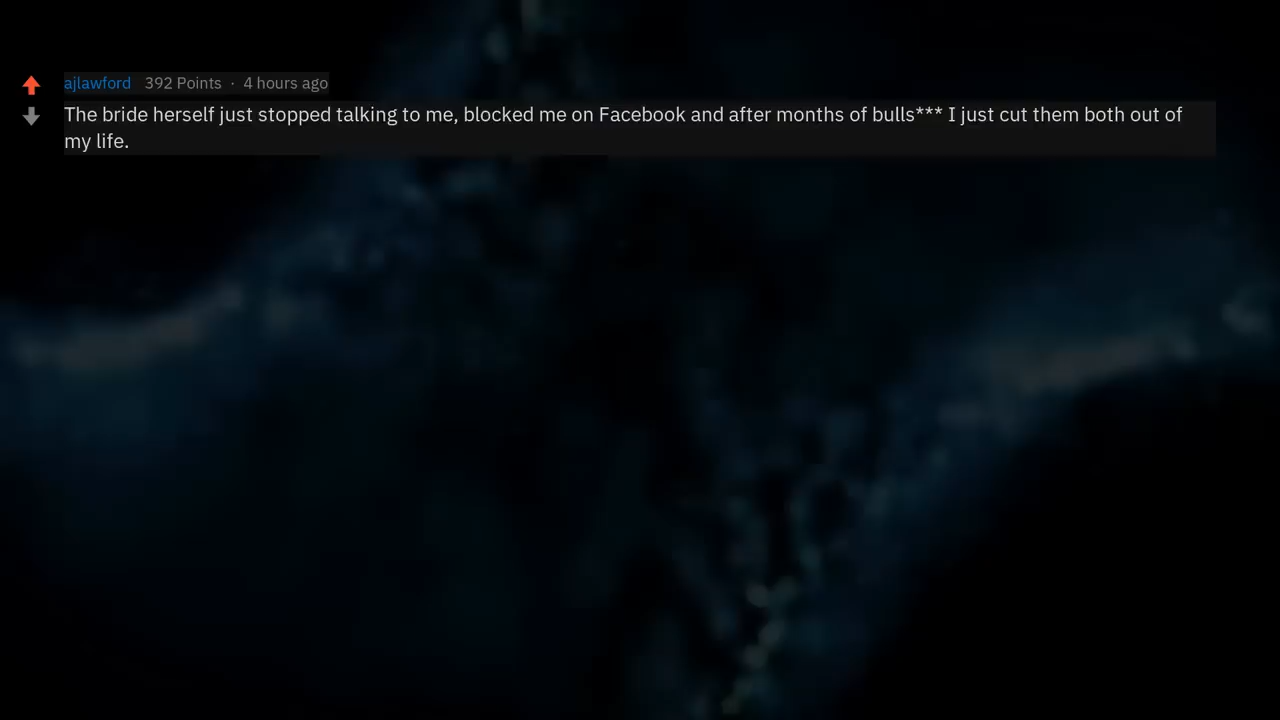 ajlawford 392 Points · 4 hours ago
The bride herself just stopped talking to me, blocked me on Facebook and after months of bulls*** I just cut them both out of
my life.